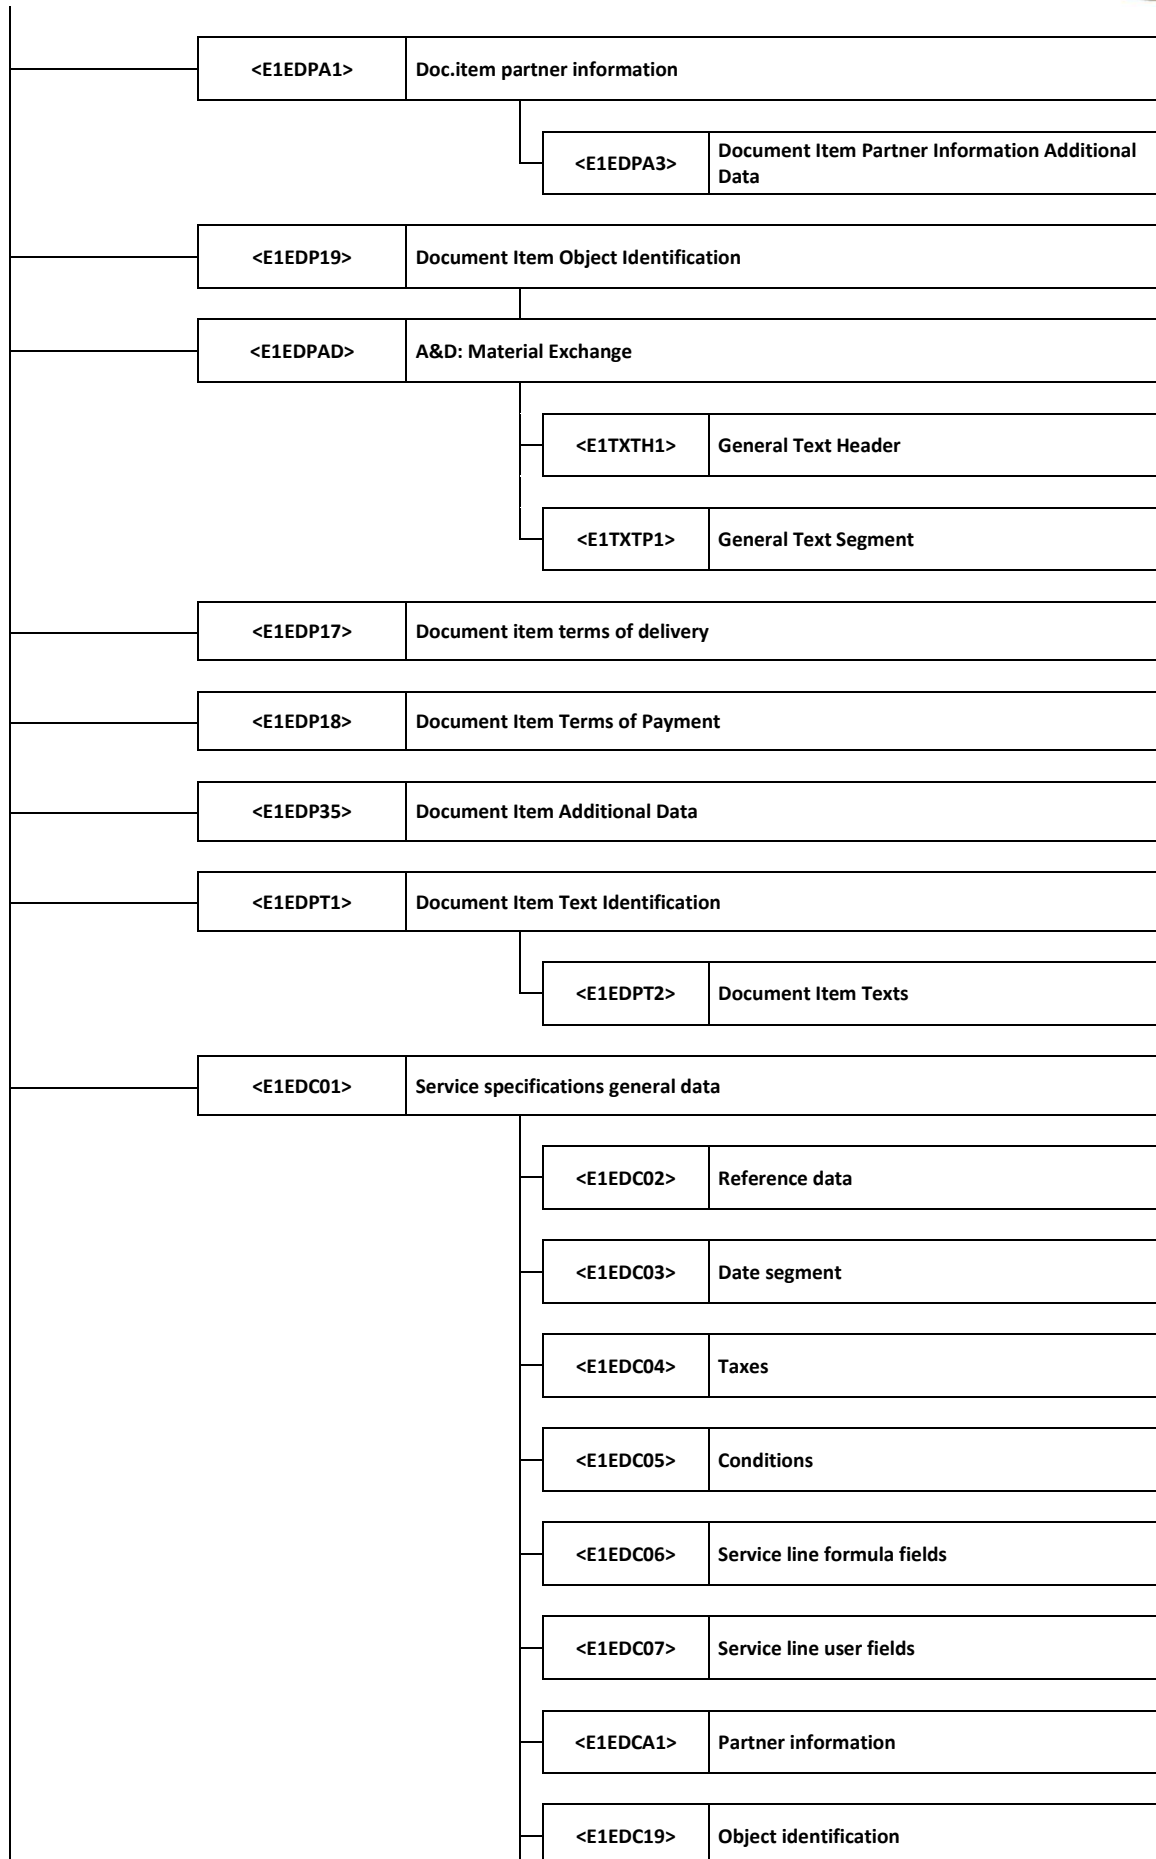 <E1EDPA1> Doc.item partner information
<E1EDPA3> Document Item Partner Information Additional
Data
<E1EDP19> Document Item Object Identification
<E1EDPAD> A&D: Material Exchange
<E1TXTH1> General Text Header
<E1TXTP1> General Text Segment
<E1EDP17> Document item terms of delivery
<E1EDP18> Document Item Terms of Payment
<E1EDP35> Document Item Additional Data
<E1EDPT1> Document Item Text Identification
<E1EDPT2> Document Item Texts
<E1EDC01> Service specifications general data
<E1EDC02> Reference data
<E1EDC03> Date segment
<E1EDC04> Taxes
<E1EDC05> Conditions
<E1EDC06> Service line formula fields
<E1EDC07> Service line user fields
<E1EDCA1> Partner information
<E1EDC19> Object identification